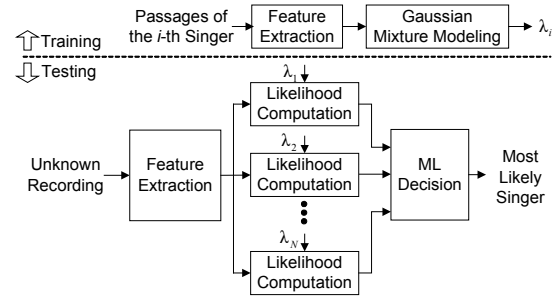 Passages of
the i-th Singer
Feature
Extraction
Gaussian
Mixture Modeling
λi
Training
Testing
Unknown
Recording
Feature
Extraction
λ1
Likelihood
Computation
λ2
Likelihood
Computation
λN
Likelihood
Computation
ML
Decision
Most
Likely
Singer